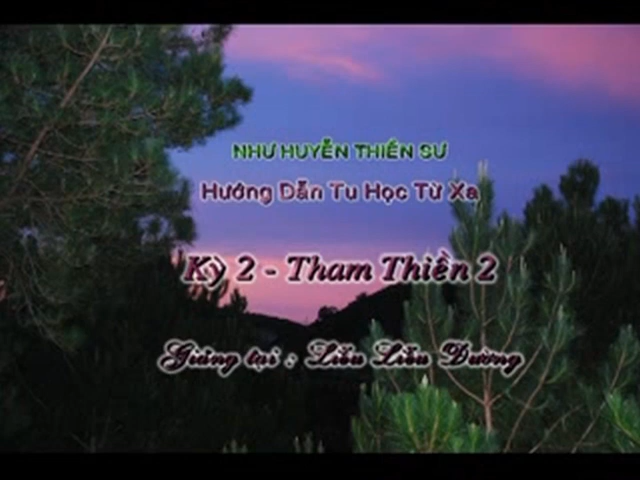 NHƯ HUYỄN THIỀN SƯ
Hướng Dẫn Tu Học Từ Xa
Kỳ 2 - Tham Thiền 2
Giảng tại : Liễu Liễu Đường